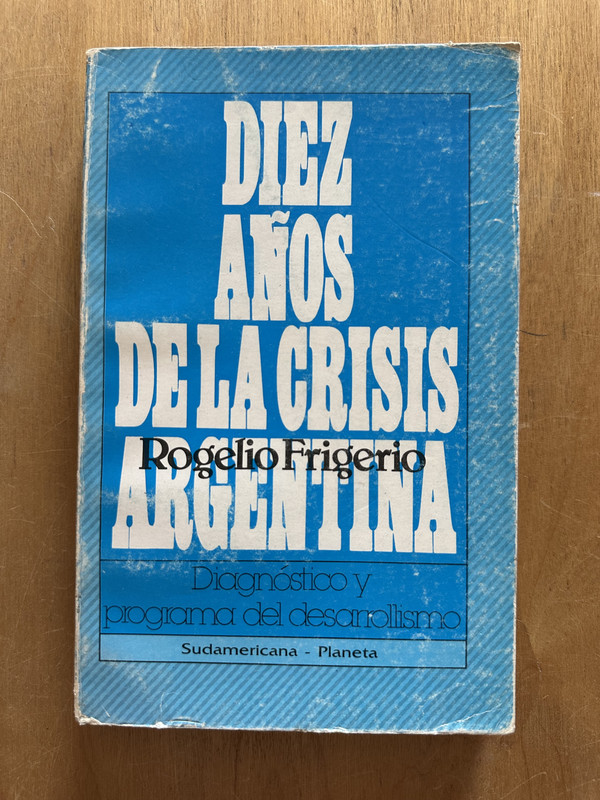 DIEZ
AÑOS
DE LA CRISIS
Rogelio Frigerio
ARGENTINA
Diagnóstico y
programa del desarrollismo
Sudamericana - Planeta